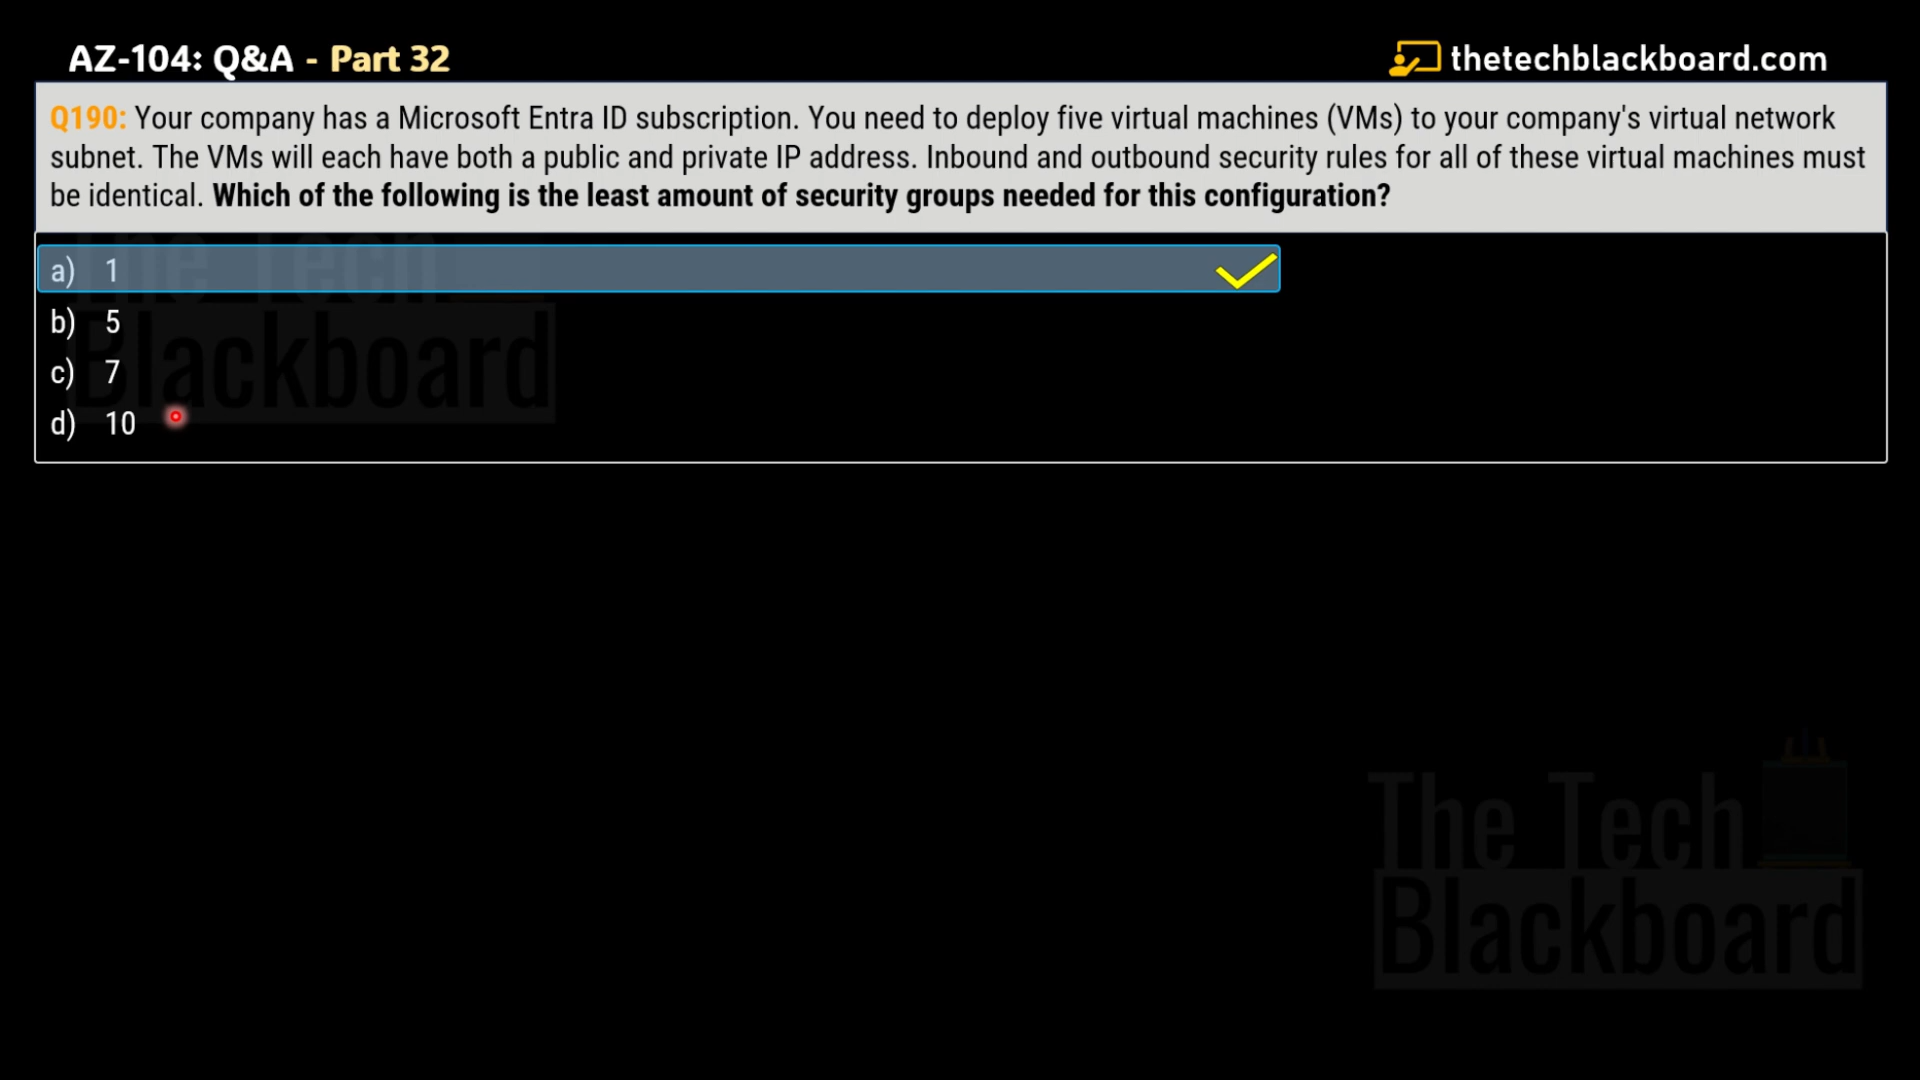 AZ-104: Q&A - Part 32
thetechblackboard.com
Q190: Your company has a Microsoft Entra ID subscription. You need to deploy five virtual machines (VMs) to your company's virtual network
subnet. The VMs will each have both a public and private IP address. Inbound and outbound security rules for all of these virtual machines must
be identical. Which of the following is the least amount of security groups needed for this configuration?
The Tech
a) 1
b) 5
Blackboard
c) 7
d) 10
The Tech
Blackboard